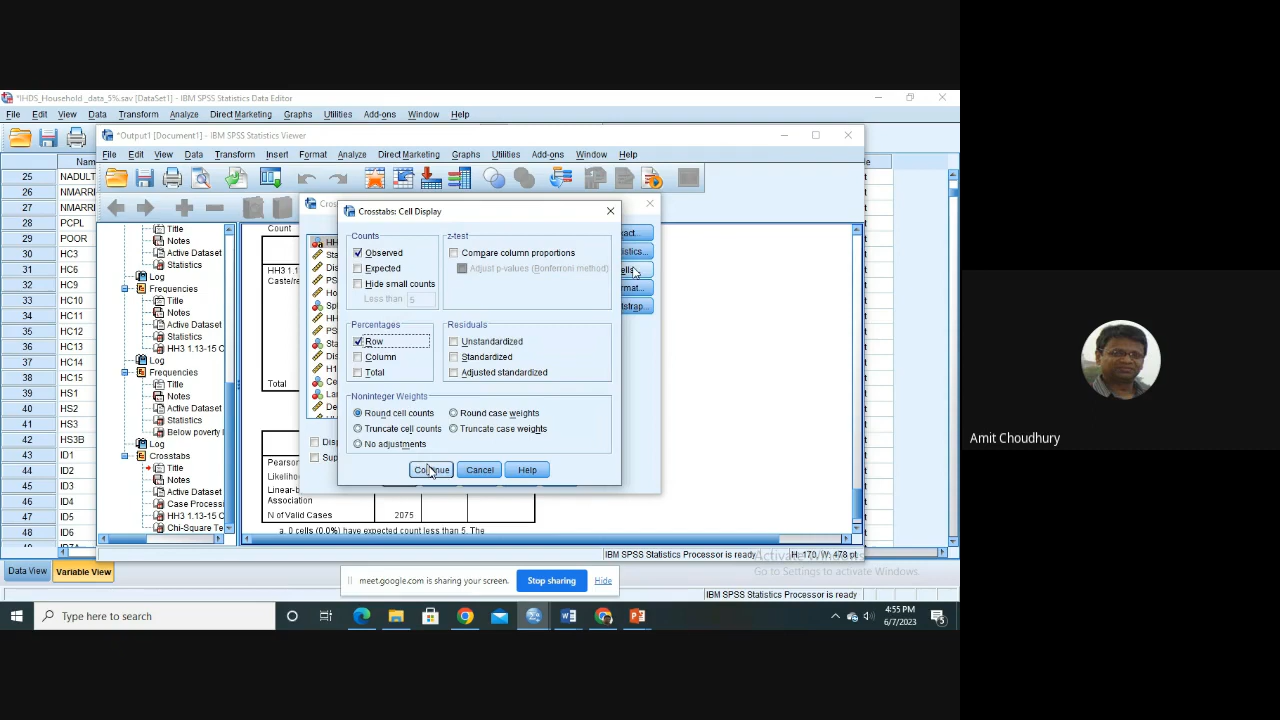 *IHDS_Household _data_5%.sav [DataSet1] - IBM SPSS Statistics Data Editor
File Edit View Data Transform Analyze Direct Marketing Graphs Utilities Add-ons Window Help
*Output1 [Document1] - IBM SPSS Statistics Viewer
File Edit View Data Transform Insert Format Analyze Direct Marketing Graphs Utilities Add-ons Window Help
25 NADULT
26 NMARRI
27 NMARRI
28 PCPL
29 POOR
30 HC3
31 HC6
32 HC9
33 HC10
34 HC11
35 HC12
36 HC13
37 HC14
38 HC15
39 HS1
40 HS2
41 HS3
42 HS3B
43 ID1
44 ID2
45 ID3
46 ID4
47 ID5
48 ID6
Data View
Variable View
Title
Notes
Active Dataset
Statistics
Log
Frequencies
Title
Notes
Active Dataset
Statistics
HH3 1.13-15 C
Log
Frequencies
Title
Notes
Active Dataset
Statistics
Below poverty l
Log
Crosstabs
Title
Notes
Active Dataset
Case Proces
HH3 1.13-15 C
Chi-Square Te
Count
HH3 1.1
Caste/re
Total
Pearso
Likeliho
Linear-b
Association
N of Valid Cases 2075
a. 0 cells (0.0%) have expected count less than 5. The
Crosstabs: Cell Display
Counts
Observed
Expected
Hide small counts
Less than 5
z-test
Compare column proportions
Adjust p-values (Bonferroni method)
Percentages
Row
Column
Total
Residuals
Unstandardized
Standardized
Adjusted standardized
Noninteger Weights
Round cell counts
Round case weights
Truncate cell counts
Truncate case weights
No adjustments
Continue
Cancel
Help
IBM SPSS Statistics Processor is ready
H: 170, W: 478 pt
Go to Settings to activate Windows.
meet.google.com is sharing your screen.
Stop sharing
Hide
IBM SPSS Statistics Processor is ready
Type here to search
4:55 PM
6/7/2023
5
Amit Choudhury